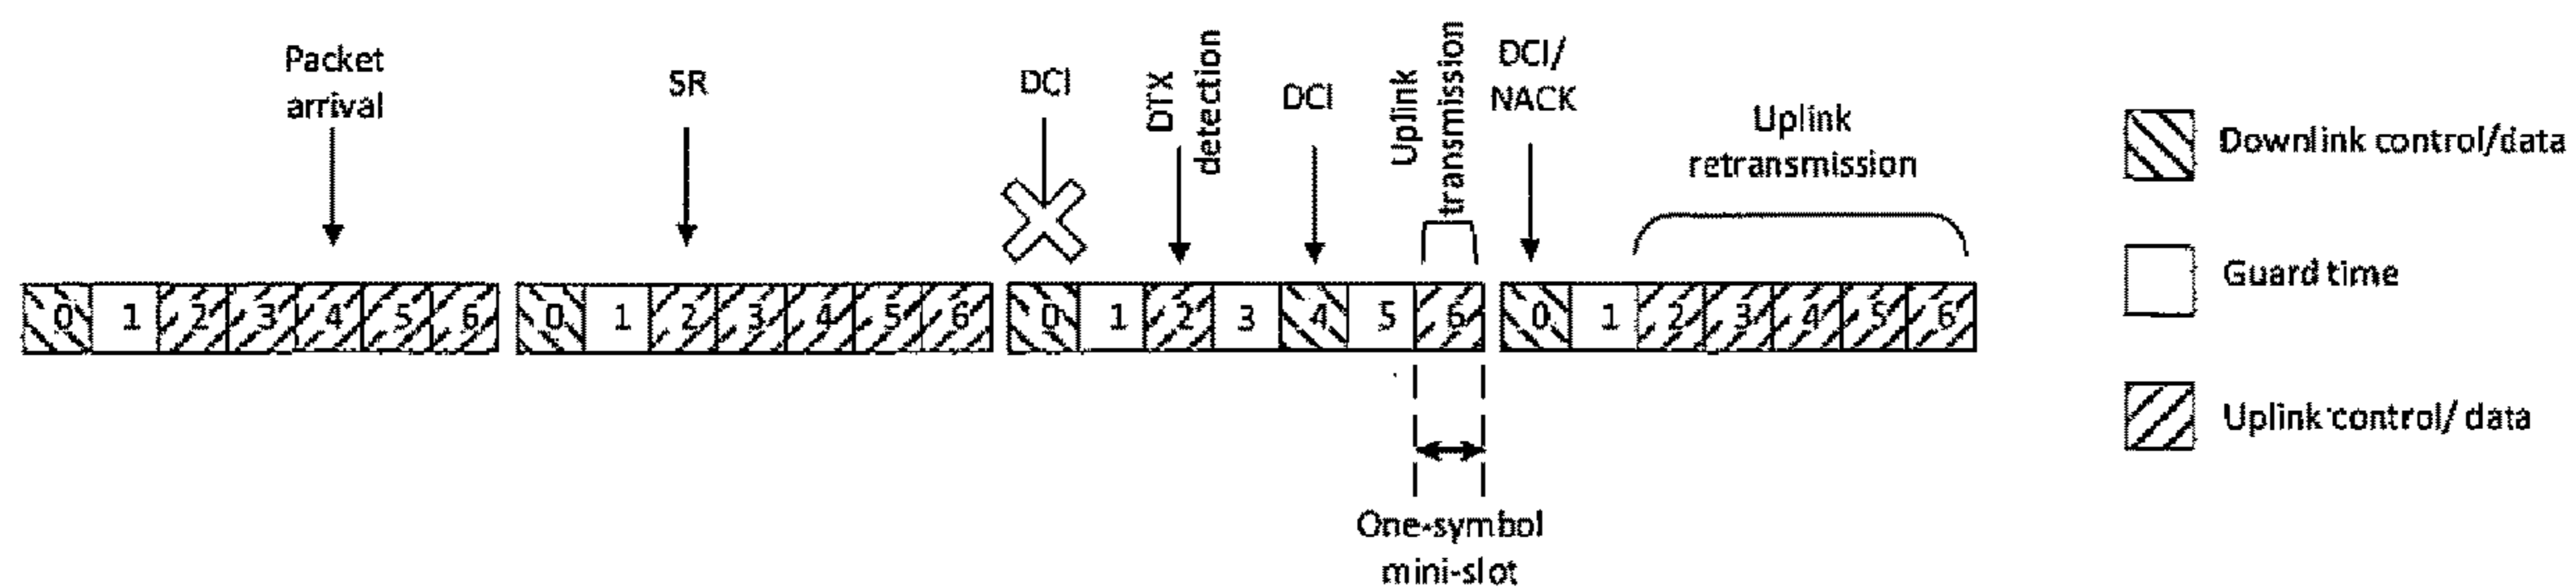 Packet
arrival
SR
DCI
DTX
detection
DCI
Uplink
transmission
DCI/
NACK
Uplink
retransmission
0 1 2 3 4 5 6 0 1 2 3 4 5 6 0 1 2 3 4 5 6 0 1 2 3 4 5 6
One-symbol
mini-slot
Downlink control/data
Guard time
Uplink control/ data